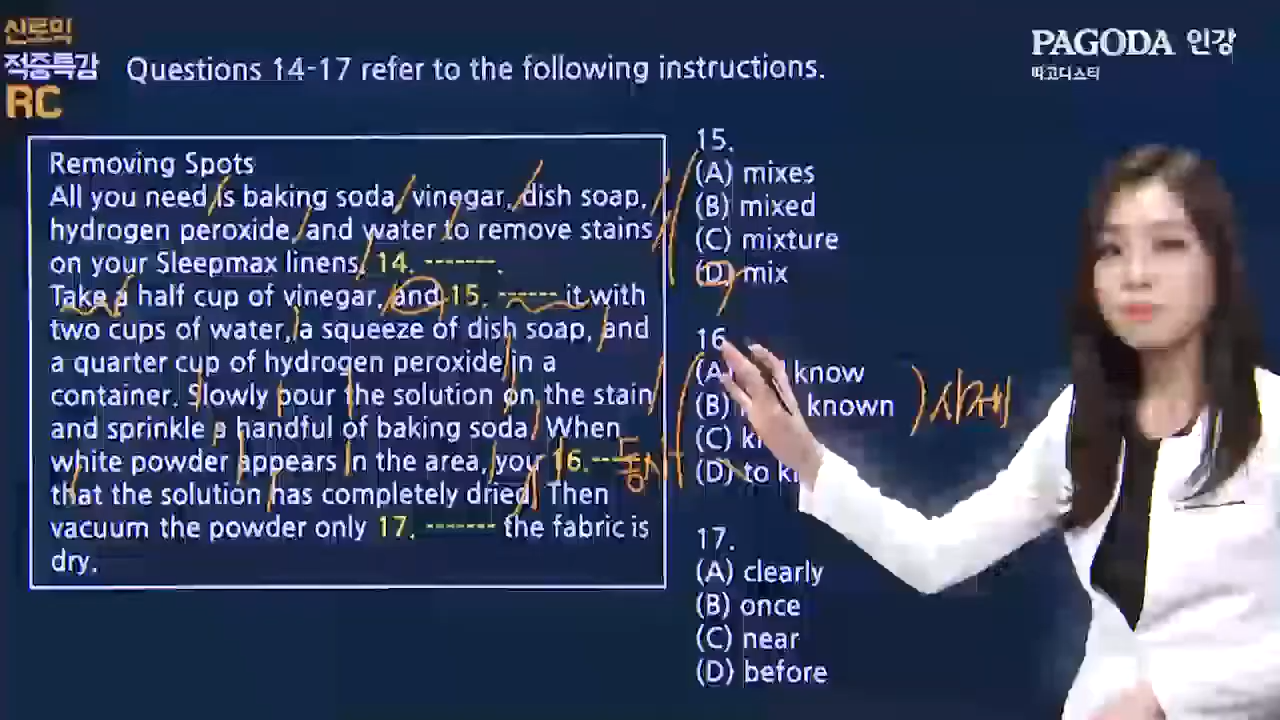 신토익
적중특강
RC
Questions 14-17 refer to the following instructions.
PAGODA 인강
파고다스타
Removing Spots
All you need is baking soda, vinegar, dish soap,
hydrogen peroxide, and water to remove stains
on your Sleepmax linens. 14. -------.
Take a half cup of vinegar, and 15. ------ it with
two cups of water, a squeeze of dish soap, and
a quarter cup of hydrogen peroxide in a
container. Slowly pour the solution on the stain
and sprinkle a handful of baking soda. When
white powder appears in the area, you 16.------
that the solution has completely dried. Then
vacuum the powder only 17. ------- the fabric is
dry.
15.
(A) mixes
(B) mixed
(C) mixture
(D) mix
16.
(A) know
(B) known
(C)
(D) to
17.
(A) clearly
(B) once
(C) near
(D) before
동사